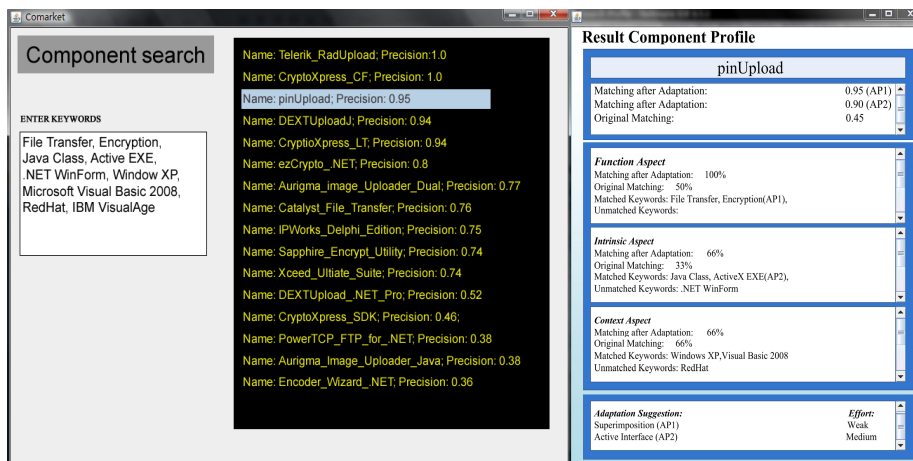 Comarket
Component search
ENTER KEYWORDS
File Transfer, Encryption,
Java Class, Active EXE,
.NET WinForm, Window XP,
Microsoft Visual Basic 2008,
RedHat, IBM VisualAge
Name: Telerik_RadUpload; Precision:1.0
Name: CryptoXpress_CF; Precision: 1.0
Name: pinUpload; Precision: 0.95
Name: DEXTUploadJ; Precision: 0.94
Name: CryptioXpress_LT; Precision: 0.94
Name: ezCrypto_.NET; Precision: 0.8
Name: Aurigma_image_Uploader_Dual; Precision: 0.77
Name: Catalyst_File_Transfer; Precision: 0.76
Name: IPWorks_Delphi_Edition; Precision: 0.75
Name: Sapphire_Encrypt_Utility; Precision: 0.74
Name: Xceed_Ultiate_Suite; Precision: 0.74
Name: DEXTUpload_.NET_Pro; Precision: 0.52
Name: CryptoXpress_SDK; Precision: 0.46;
Name: PowerTCP_FTP_for_.NET; Precision: 0.38
Name: Aurigma_Image_Uploader_Java; Precision: 0.38
Name: Encoder_Wizard_.NET; Precision: 0.36
Result Component Profile
pinUpload
Matching after Adaptation: 0.95 (AP1)
Matching after Adaptation: 0.90 (AP2)
Original Matching: 0.45
Function Aspect
Matching after Adaptation: 100%
Original Matching: 50%
Matched Keywords: File Transfer, Encryption(AP1),
Unmatched Keywords:
Intrinsic Aspect
Matching after Adaptation: 66%
Original Matching: 33%
Matched Keywords: Java Class, ActiveX EXE(AP2),
Unmatched Keywords: .NET WinForm
Context Aspect
Matching after Adaptation: 66%
Original Matching: 66%
Matched Keywords: Windows XP,Visual Basic 2008
Unmatched Keywords: RedHat
Adaptation Suggestion: Effort:
Superimposition (AP1) Weak
Active Interface (AP2) Medium